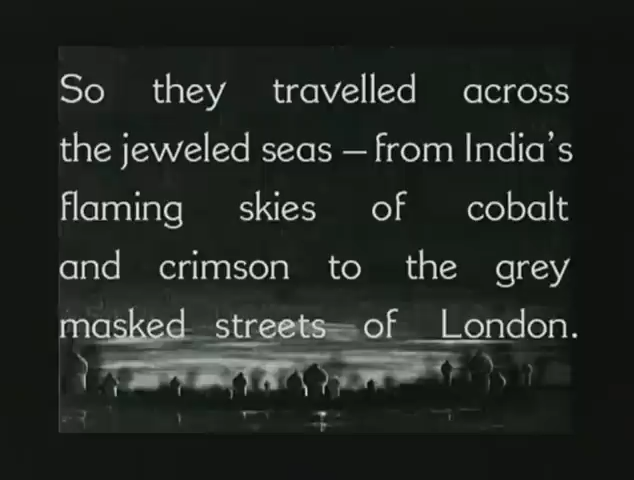 So they travelled across
the jeweled seas — from India's
flaming skies of cobalt
and crimson to the grey
masked streets of London.